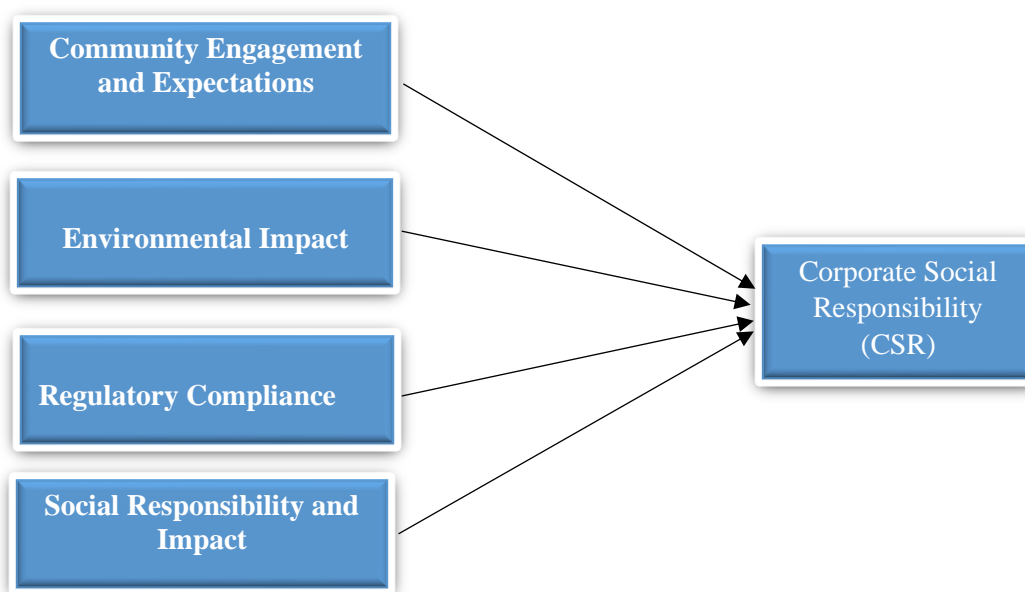 Community Engagement
and Expectations
Environmental Impact
Regulatory Compliance
Social Responsibility and
Impact
Corporate Social
Responsibility
(CSR)